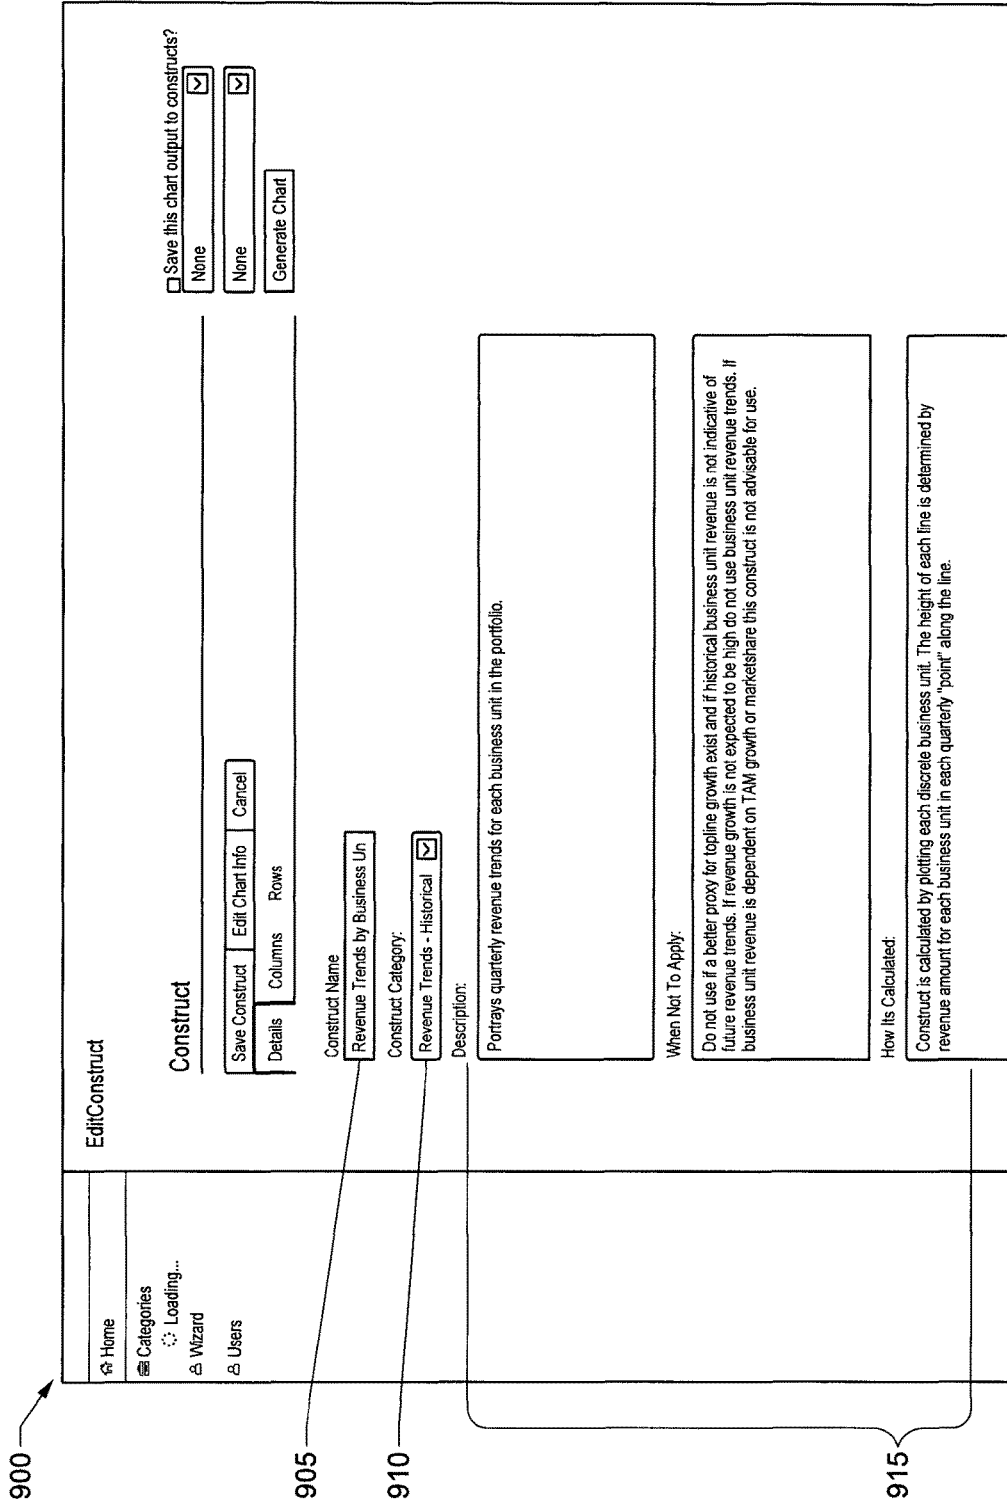 900
Home
Categories
Loading...
Wizard
Users
EditConstruct
Construct
Save this chart output to constructs?
None
None
Generate Chart
Save Construct Edit Chart Info Cancel
Details Columns Rows
905
Construct Name
Revenue Trends by Business Un
910
Construct Category:
Revenue Trends - Historical
915
Description:
Portrays quarterly revenue trends for each business unit in the portfolio.
When Not To Apply:
Do not use if a better proxy for topline growth exist and if historical business unit revenue is not indicative of
future revenue trends. If revenue growth is not expected to be high do not use business unit revenue trends. If
business unit revenue is dependent on TAM growth or marketshare this construct is not advisable for use.
How Its Calculated:
Construct is calculated by plotting each discrete business unit. The height of each line is determined by
revenue amount for each business unit in each quarterly "point" along the line.